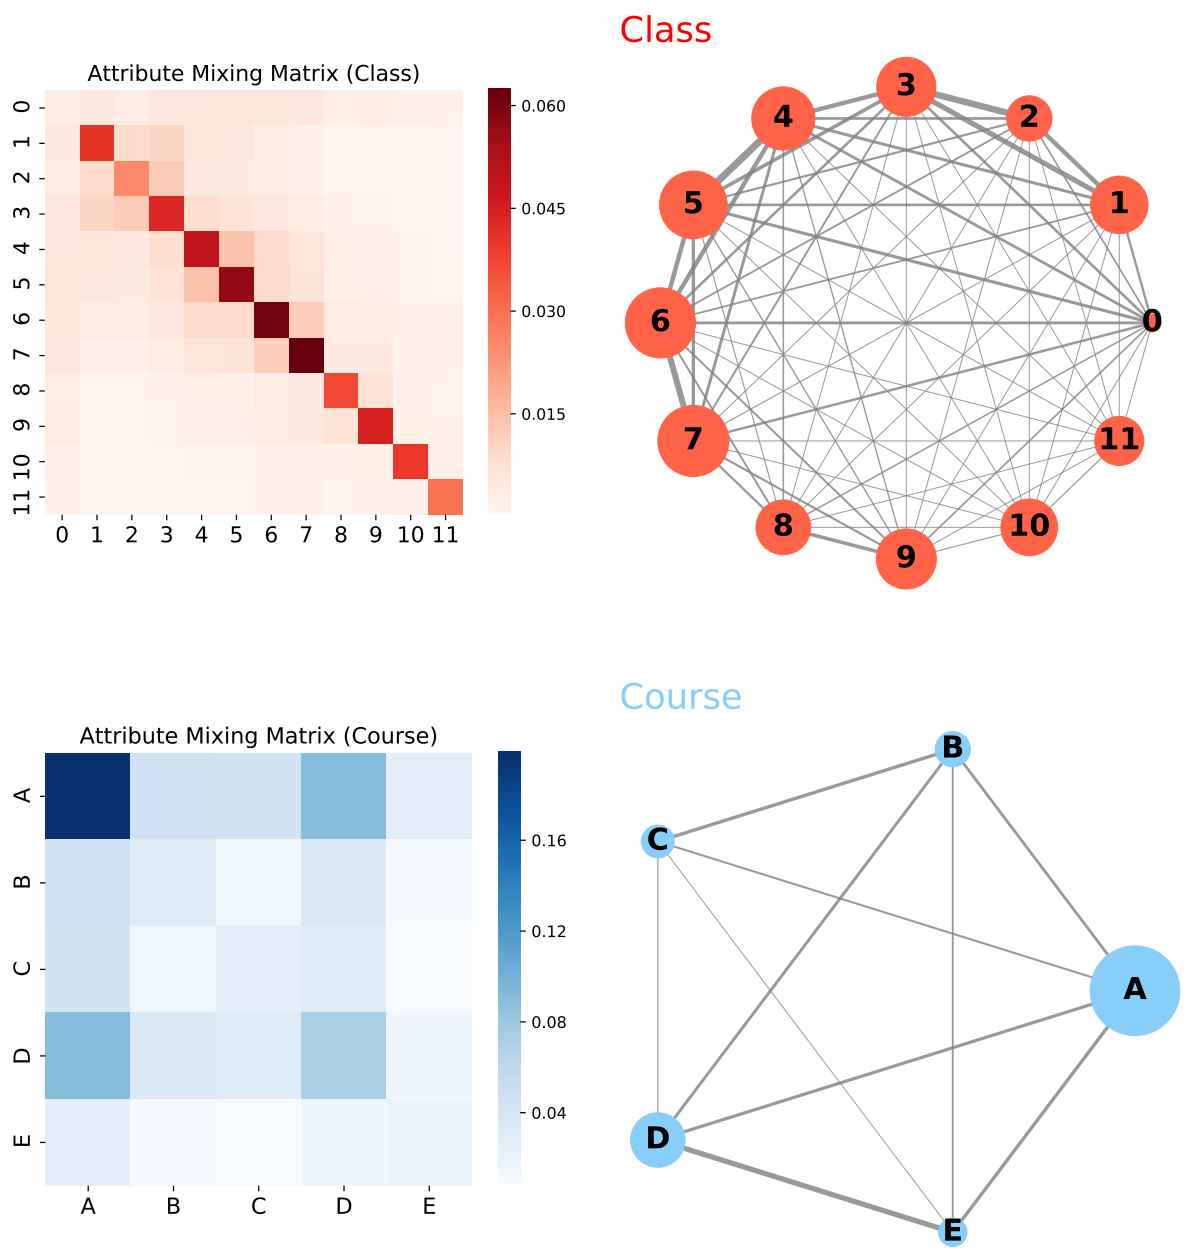 Class
Attribute Mixing Matrix (Class)
0
1
2
3
4
5
6
7
8
9
10
11
0 1 2 3 4 5 6 7 8 9 10 11
0.060
0.045
0.030
0.015
3
4 2
5 1
6 0
7 11
8 10
9
Course
Attribute Mixing Matrix (Course)
A
B
C
D
E
A B C D E
0.16
0.12
0.08
0.04
B
C
A
D
E